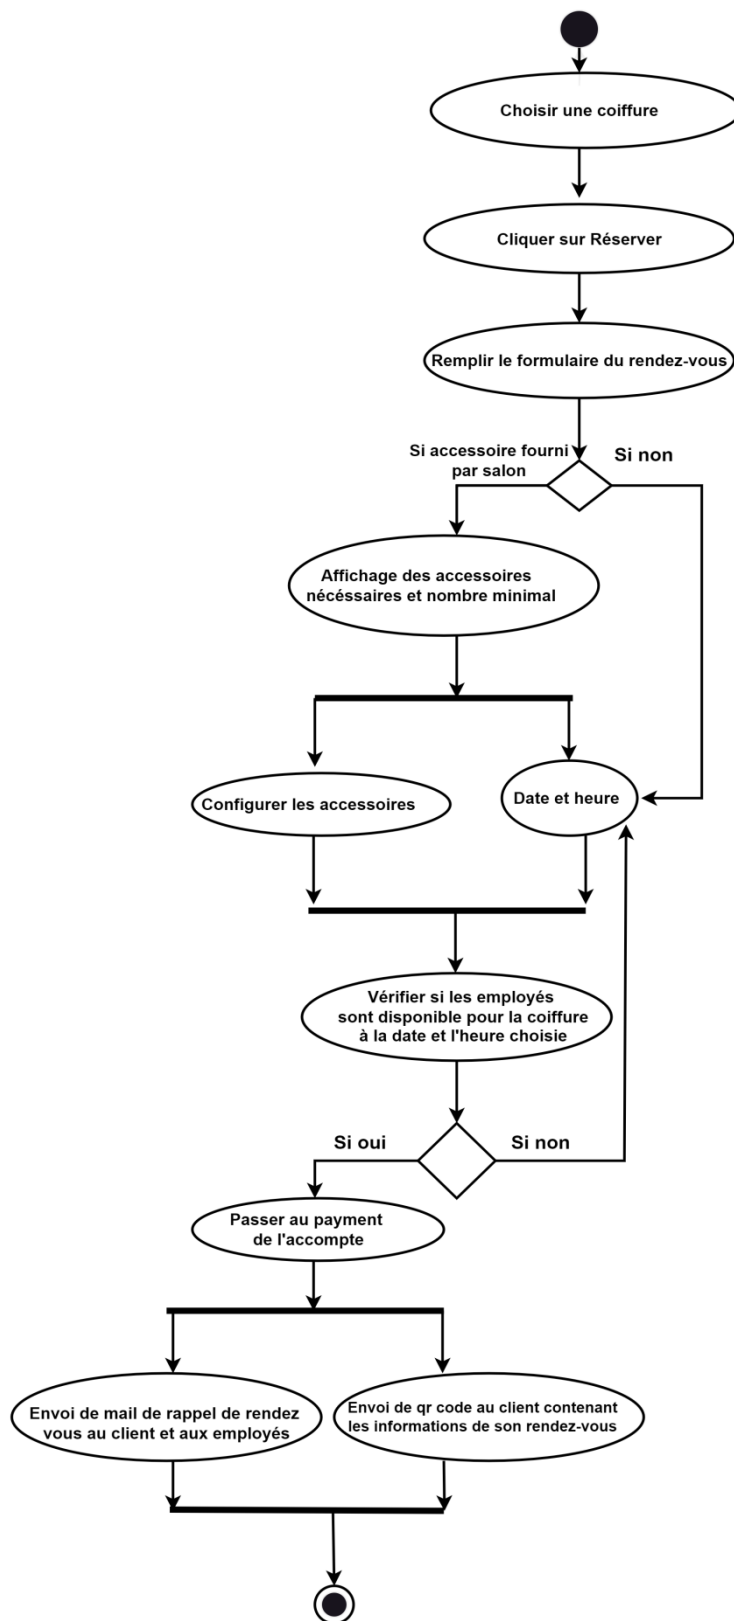 Choisir une coiffure
Cliquer sur Réserver
Remplir le formulaire du rendez-vous
Si accessoire fourni
par salon
Si non
Affichage des accessoires
nécéssaires et nombre minimal
Configurer les accessoires
Date et heure
Vérifier si les employés
sont disponible pour la coiffure
à la date et l'heure choisie
Si oui
Si non
Passer au payment
de l'accompte
Envoi de mail de rappel de rendez
vous au client et aux employés
Envoi de qr code au client contenant
les informations de son rendez-vous